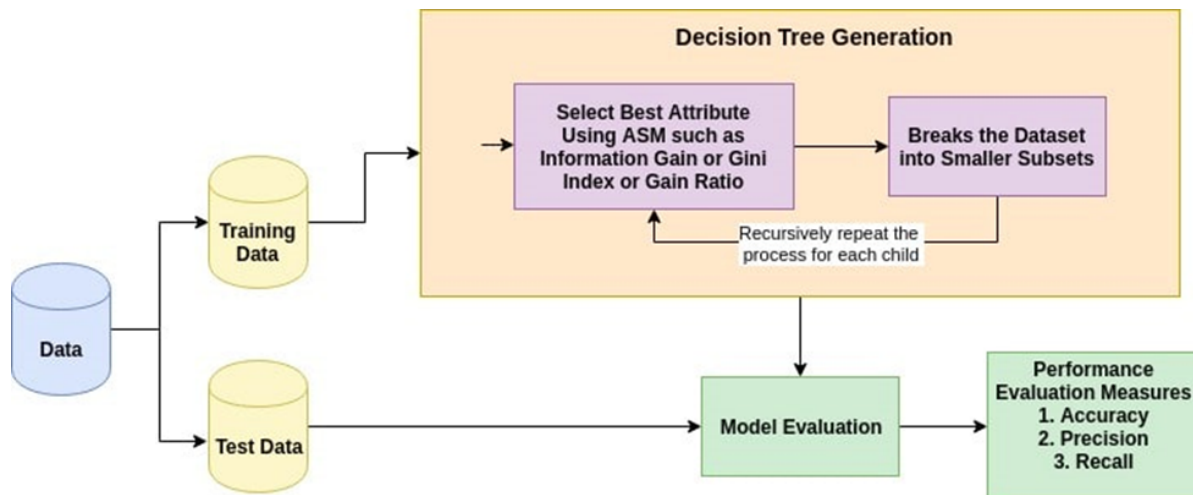 Decision Tree Generation
Select Best Attribute
Using ASM such as
Information Gain or Gini
Index or Gain Ratio
Breaks the Dataset
into Smaller Subsets
Recursively repeat the
process for each child
Training
Data
Data
Test Data
Model Evaluation
Performance
Evaluation Measures
1. Accuracy
2. Precision
3. Recall